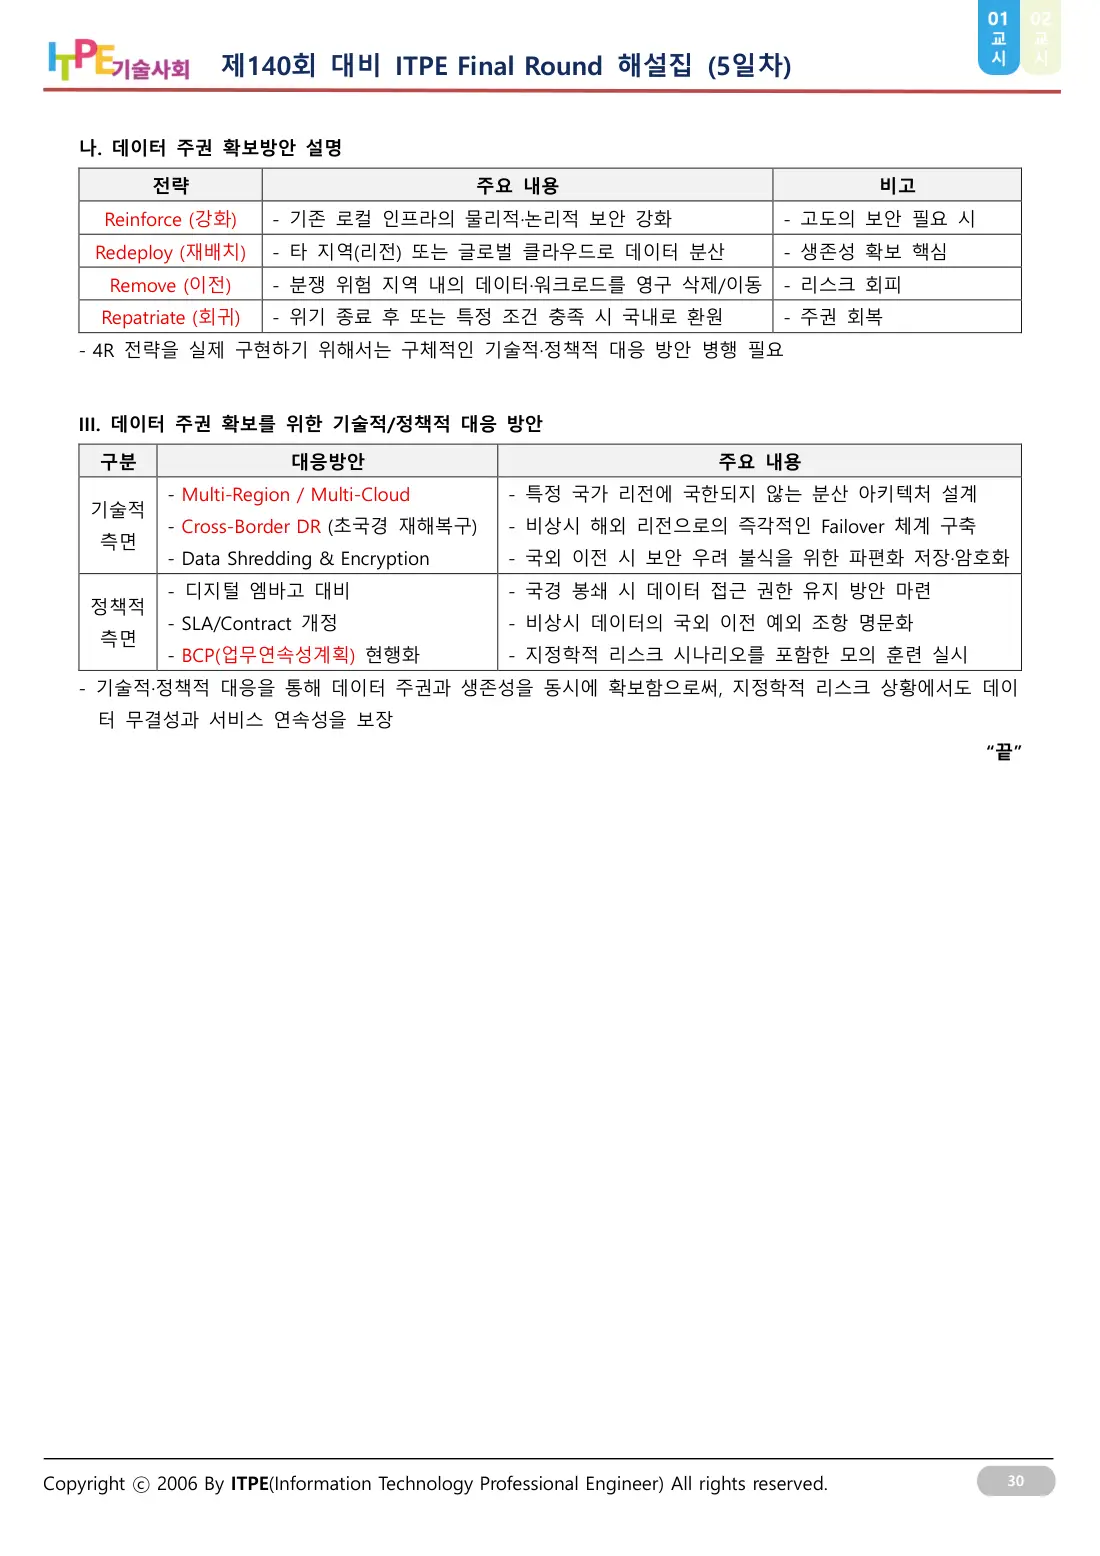 01
교
시
02
교
시
ITPE기술사회
제140회 대비 ITPE Final Round 해설집 (5일차)
나. 데이터 주권 확보방안 설명
전략 주요 내용 비고
Reinforce (강화) - 기존 로컬 인프라의 물리적·논리적 보안 강화 - 고도의 보안 필요 시
Redeploy (재배치) - 타 지역(리전) 또는 글로벌 클라우드로 데이터 분산 - 생존성 확보 핵심
Remove (이전) - 분쟁 위험 지역 내의 데이터·워크로드를 영구 삭제/이동 - 리스크 회피
Repatriate (회귀) - 위기 종료 후 또는 특정 조건 충족 시 국내로 환원 - 주권 회복
- 4R 전략을 실제 구현하기 위해서는 구체적인 기술적·정책적 대응 방안 병행 필요
III. 데이터 주권 확보를 위한 기술적/정책적 대응 방안
구분 대응방안 주요 내용
기술적
측면
- Multi-Region / Multi-Cloud - 특정 국가 리전에 국한되지 않는 분산 아키텍처 설계
- Cross-Border DR (초국경 재해복구) - 비상시 해외 리전으로의 즉각적인 Failover 체계 구축
- Data Shredding & Encryption - 국외 이전 시 보안 우려 불식을 위한 파편화 저장·암호화
정책적
측면
- 디지털 엠바고 대비 - 국경 봉쇄 시 데이터 접근 권한 유지 방안 마련
- SLA/Contract 개정 - 비상시 데이터의 국외 이전 예외 조항 명문화
- BCP(업무연속성계획) 현행화 - 지정학적 리스크 시나리오를 포함한 모의 훈련 실시
- 기술적·정책적 대응을 통해 데이터 주권과 생존성을 동시에 확보함으로써, 지정학적 리스크 상황에서도 데이
터 무결성과 서비스 연속성을 보장
“끝”
Copyright ⓒ 2006 By ITPE(Information Technology Professional Engineer) All rights reserved.
30